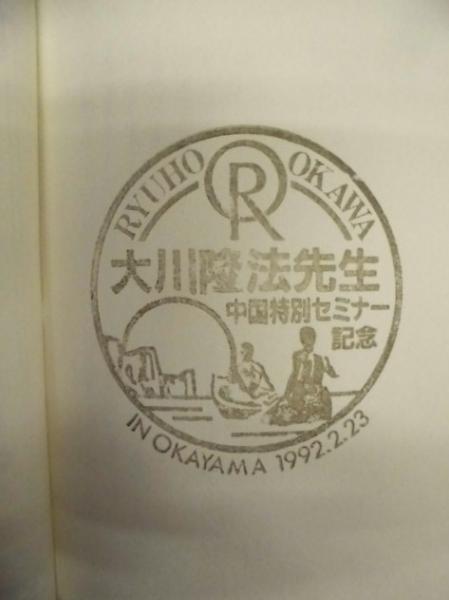 RYUHO OKAWA
OR
大川隆法先生
中国特別セミナー
記念
IN OKAYAMA 1992.2.23